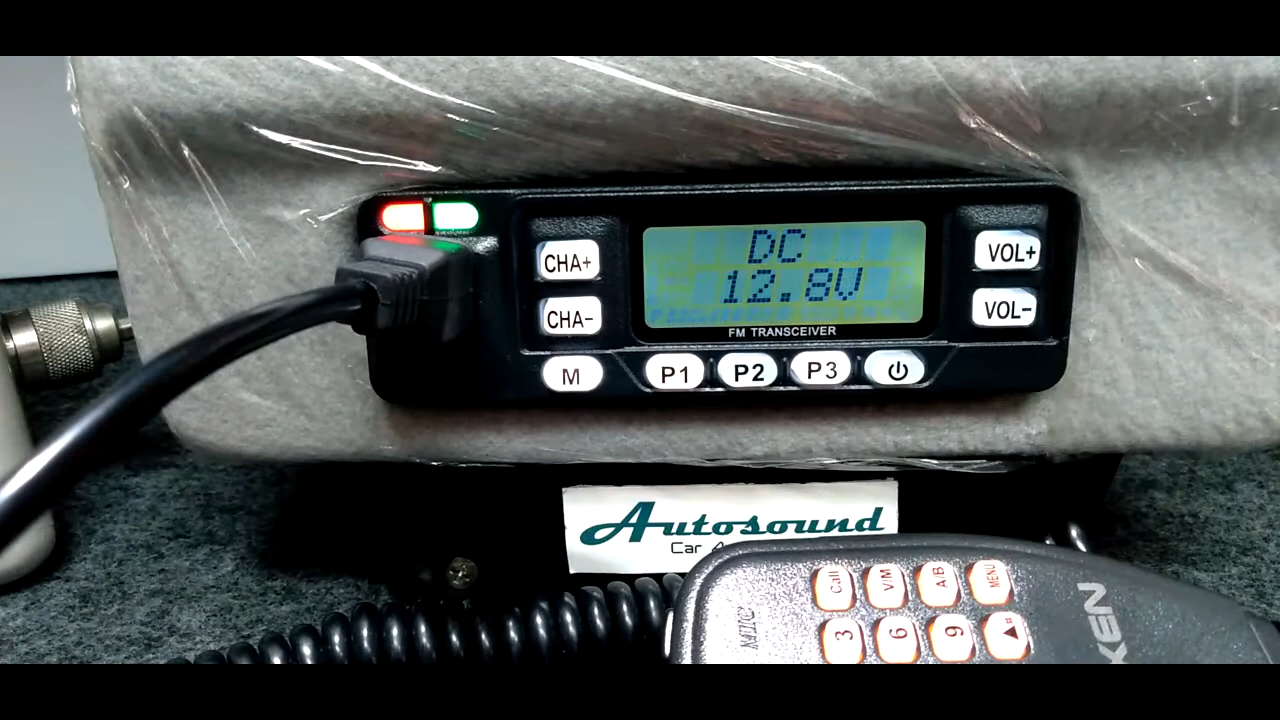 CHA+
CHA-
M
DC
12.8V
FM TRANSCEIVER
VOL+
VOL-
P1
P2
P3
Autosound
Car
MIC
Call
V/M
A/B
MENU
3
6
9
▲
XEN